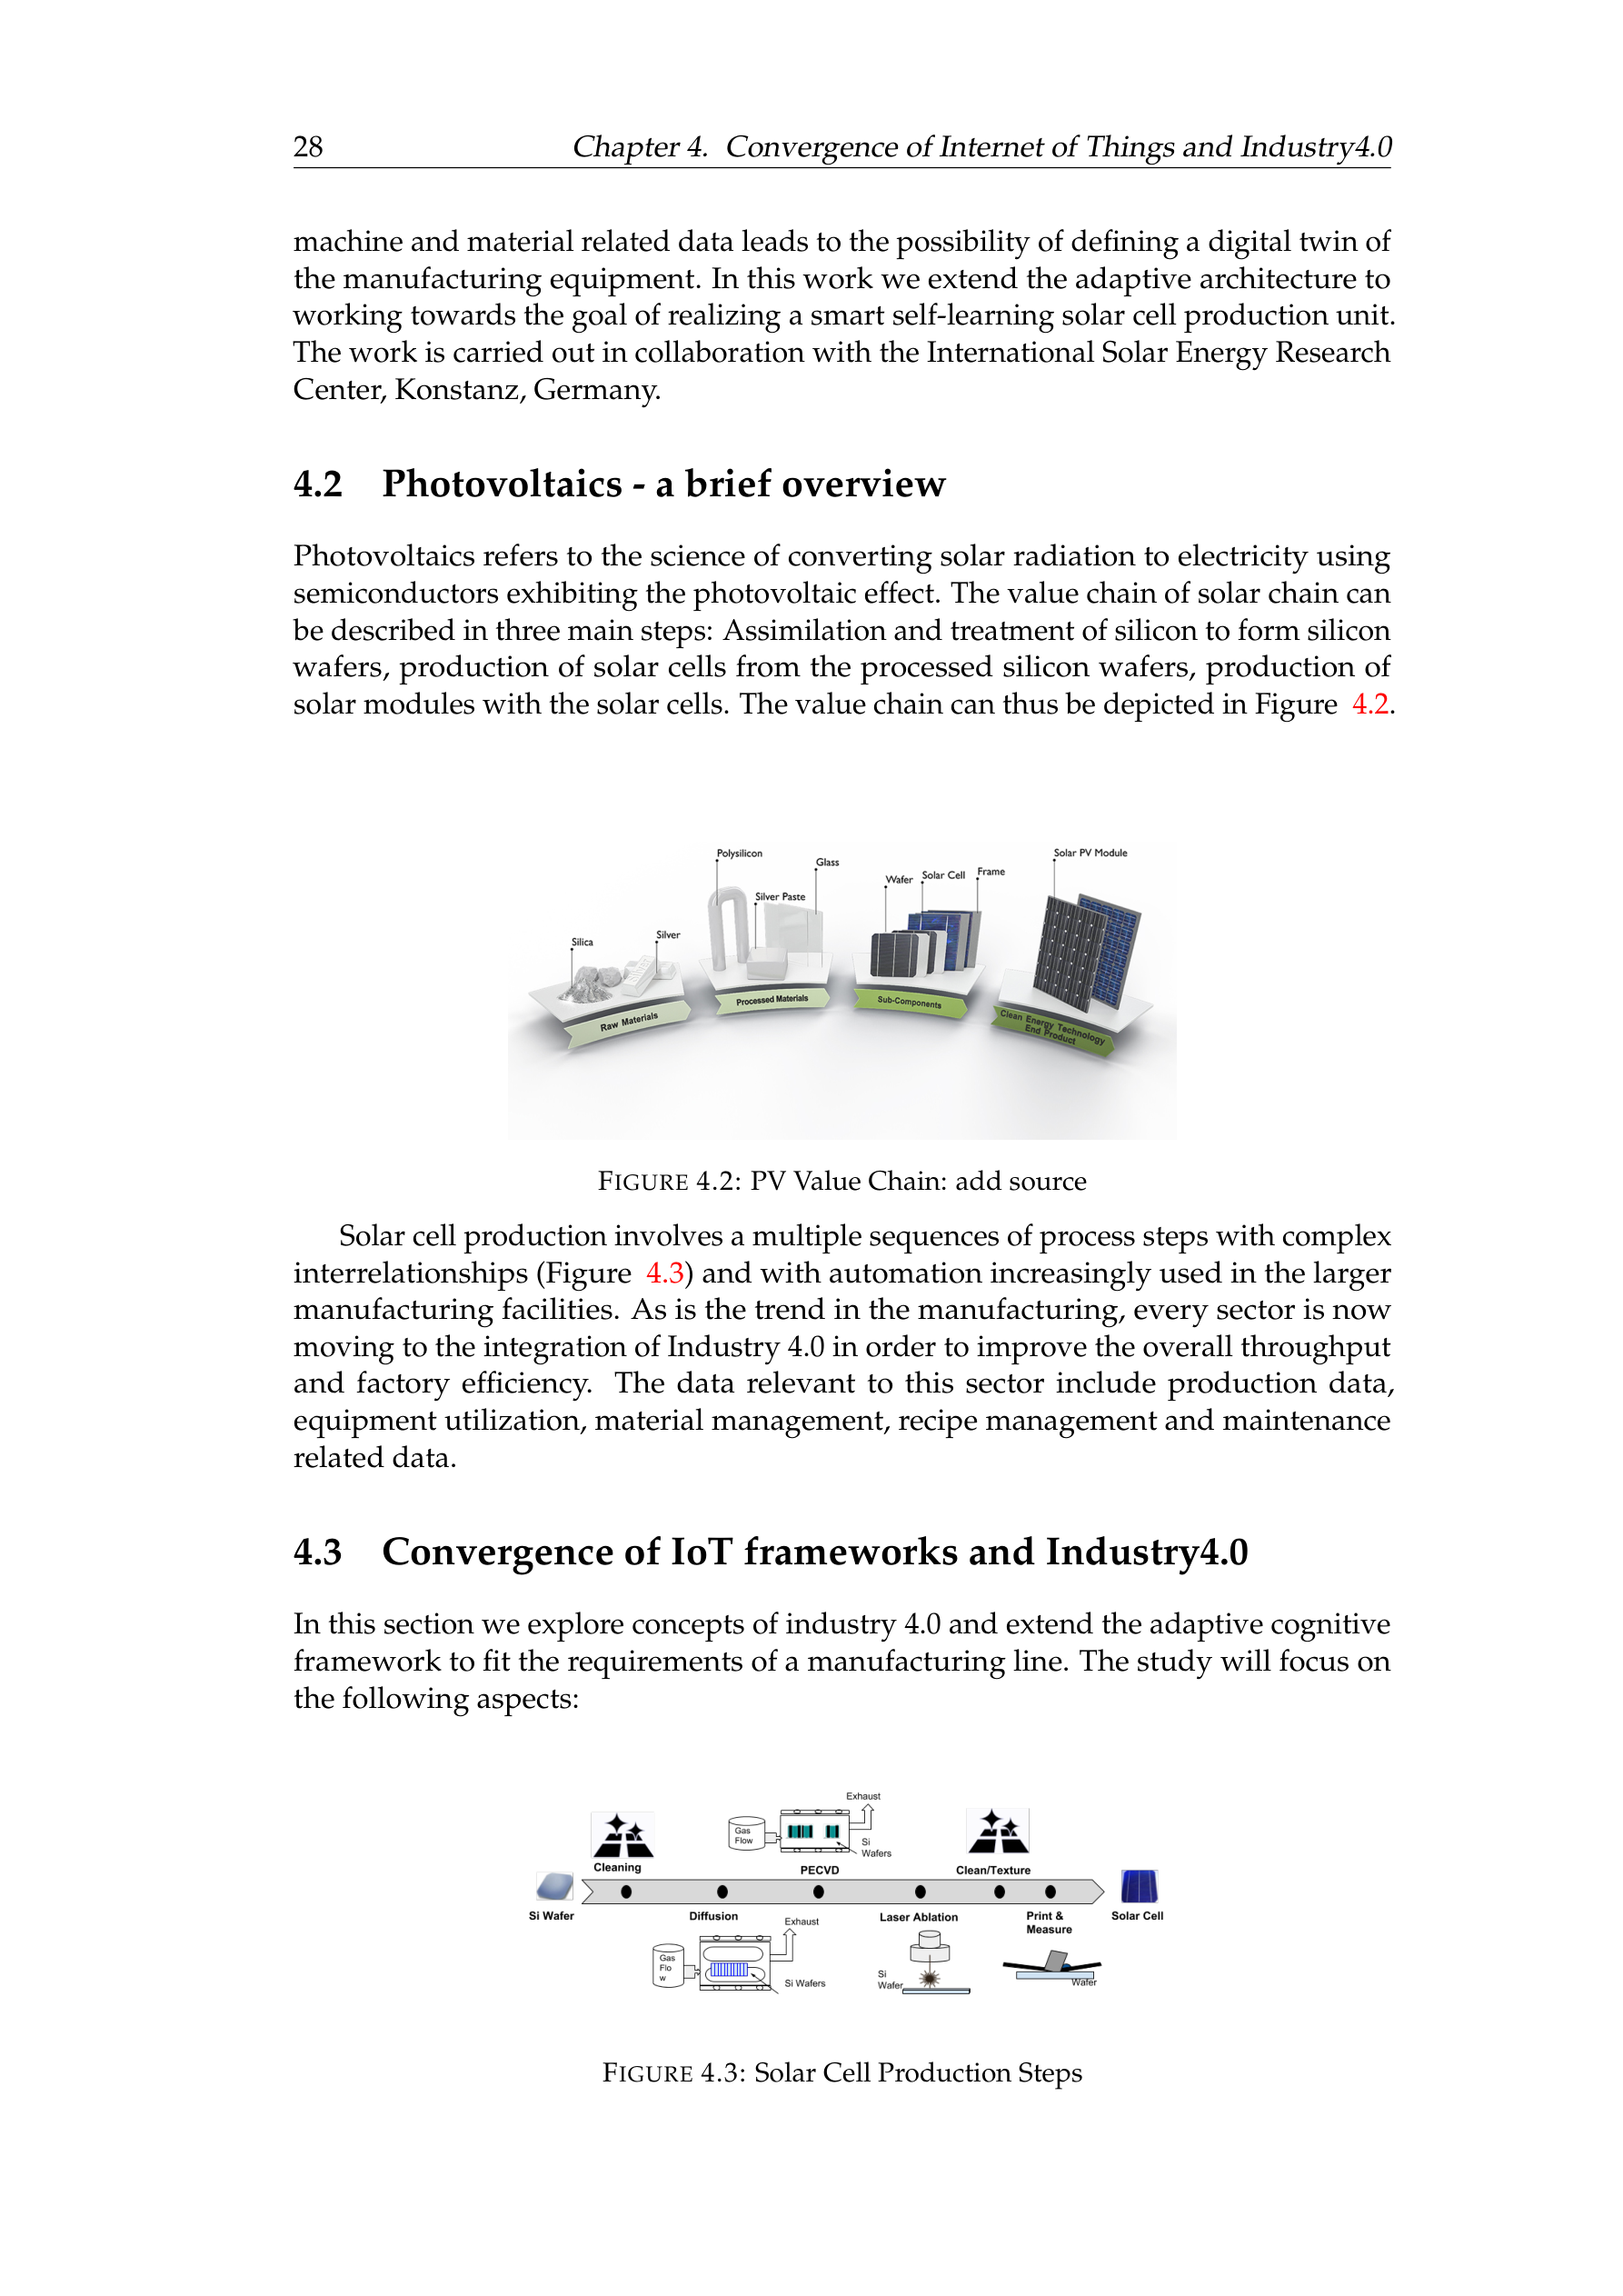 28
Chapter 4. Convergence of Internet of Things and Industry4.0
machine and material related data leads to the possibility of defining a digital twin of
the manufacturing equipment. In this work we extend the adaptive architecture to
working towards the goal of realizing a smart self-learning solar cell production unit.
The work is carried out in collaboration with the International Solar Energy Research
Center, Konstanz, Germany.
4.2 Photovoltaics - a brief overview
Photovoltaics refers to the science of converting solar radiation to electricity using
semiconductors exhibiting the photovoltaic effect. The value chain of solar chain can
be described in three main steps: Assimilation and treatment of silicon to form silicon
wafers, production of solar cells from the processed silicon wafers, production of
solar modules with the solar cells. The value chain can thus be depicted in Figure 4.2.
Silica
Silver
Raw Materials
Polysilicon
Silver Paste
Glass
Processed Materials
Wafer
Solar Cell
Frame
Sub-Components
Solar PV Module
Clean Energy Technology
End Product
FIGURE 4.2: PV Value Chain: add source
Solar cell production involves a multiple sequences of process steps with complex
interrelationships (Figure 4.3) and with automation increasingly used in the larger
manufacturing facilities. As is the trend in the manufacturing, every sector is now
moving to the integration of Industry 4.0 in order to improve the overall throughput
and factory efficiency. The data relevant to this sector include production data,
equipment utilization, material management, recipe management and maintenance
related data.
4.3 Convergence of IoT frameworks and Industry4.0
In this section we explore concepts of industry 4.0 and extend the adaptive cognitive
framework to fit the requirements of a manufacturing line. The study will focus on
the following aspects:
Exhaust
Gas
Flow
Si
Wafers
Cleaning
PECVD
Clean/Texture
Si Wafer
Diffusion
Laser Ablation
Print &
Measure
Solar Cell
Exhaust
Gas
Flo
w
Si Wafers
Si
Wafer
Wafer
FIGURE 4.3: Solar Cell Production Steps